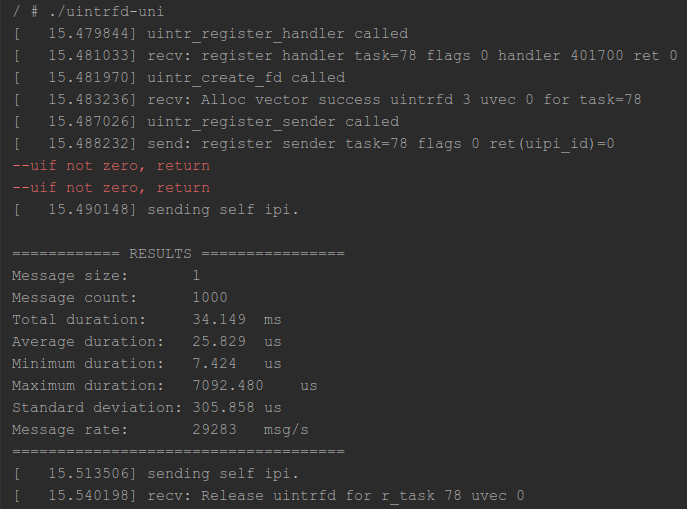 / # ./uintrfd-uni
[   15.479844] uintr_register_handler called
[   15.481033] recv: register handler task=78 flags 0 handler 401700 ret 0
[   15.481970] uintr_create_fd called
[   15.483236] recv: Alloc vector success uintrfd 3 uvec 0 for task=78
[   15.487026] uintr_register_sender called
[   15.488232] send: register sender task=78 flags 0 ret(uipi_id)=0
--uif not zero, return
--uif not zero, return
[   15.490148] sending self ipi.
============ RESULTS ================
Message size:       1
Message count:      1000
Total duration:     34.149  ms
Average duration:   25.829  us
Minimum duration:   7.424   us
Maximum duration:   7092.480    us
Standard deviation: 305.858 us
Message rate:       29283   msg/s
=====================================
[   15.513506] sending self ipi.
[   15.540198] recv: Release uintrfd for r_task 78 uvec 0